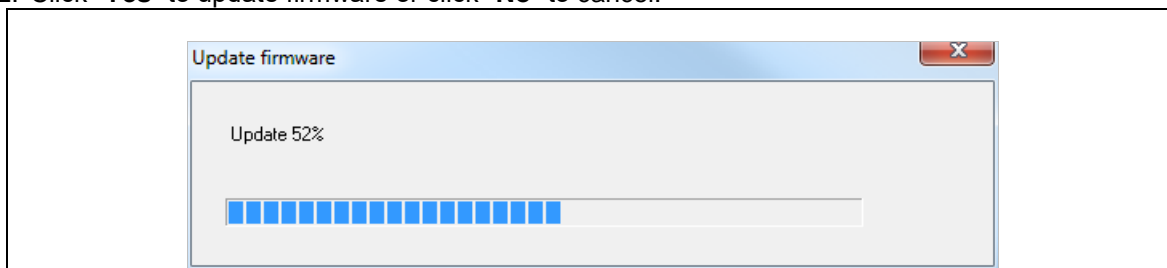 2. Click "Yes" to update firmware or click "No" to cancel.
Update firmware
Update 52%